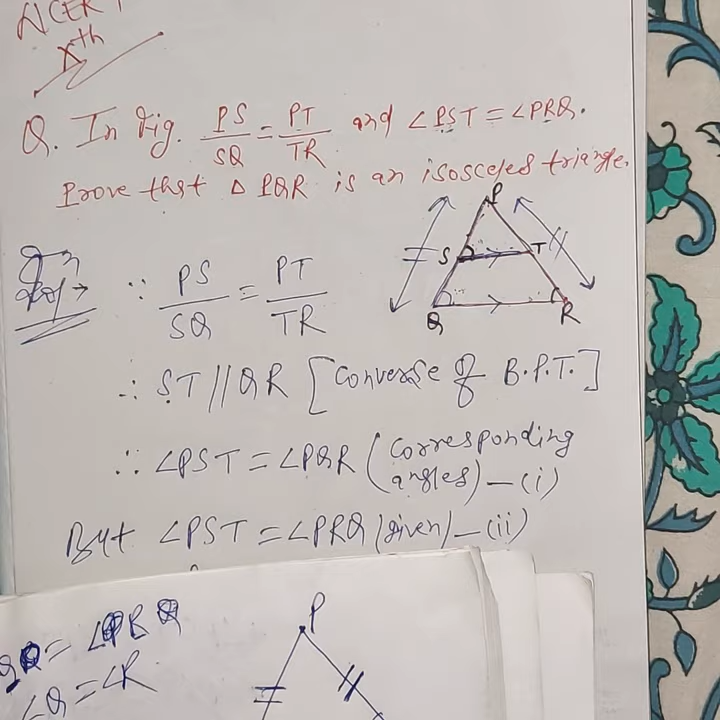 NCERT
Xth
Q. In Fig. PS/SQ = PT/TR and ∠PST = ∠PRQ.
Prove that △ PQR is an isosceles triangle.
P
S T
Q R
∵ PS/SQ = PT/TR
∴ ST // QR [Converse of B.P.T.]
∴ ∠PST = ∠PQR (Corresponding
angles) – (i)
But ∠PST = ∠PRQ (given) – (ii)
P
∠Q = ∠R